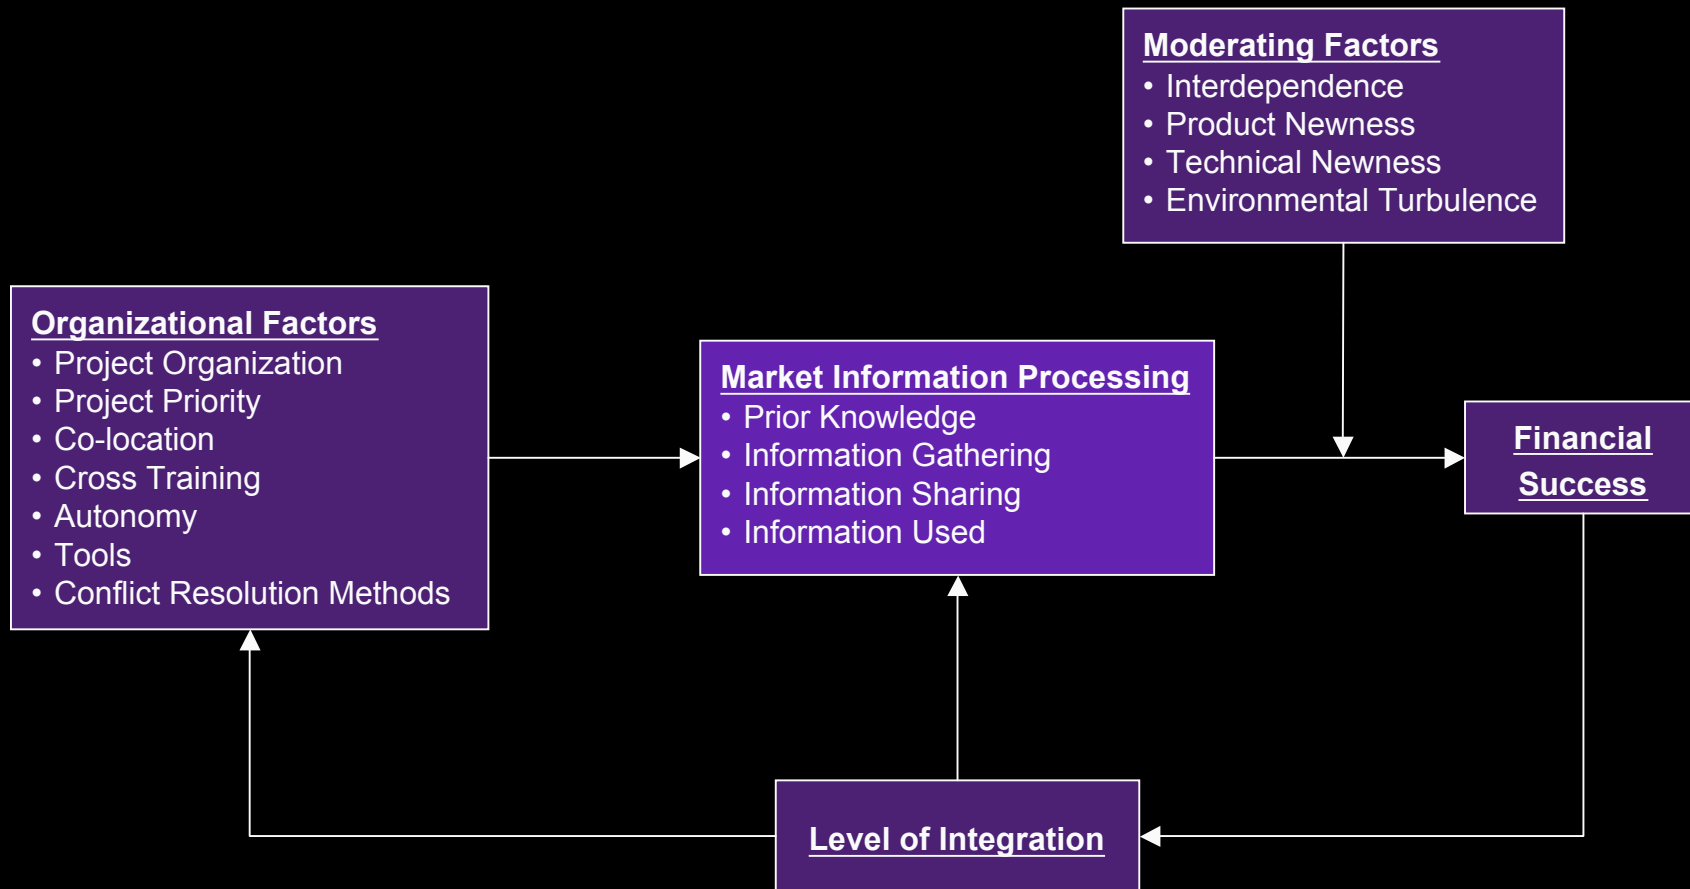 Moderating Factors
• Interdependence
• Product Newness
• Technical Newness
• Environmental Turbulence
Organizational Factors
• Project Organization
• Project Priority
• Co-location
• Cross Training
• Autonomy
• Tools
• Conflict Resolution Methods
Market Information Processing
• Prior Knowledge
• Information Gathering
• Information Sharing
• Information Used
Financial
Success
Level of Integration